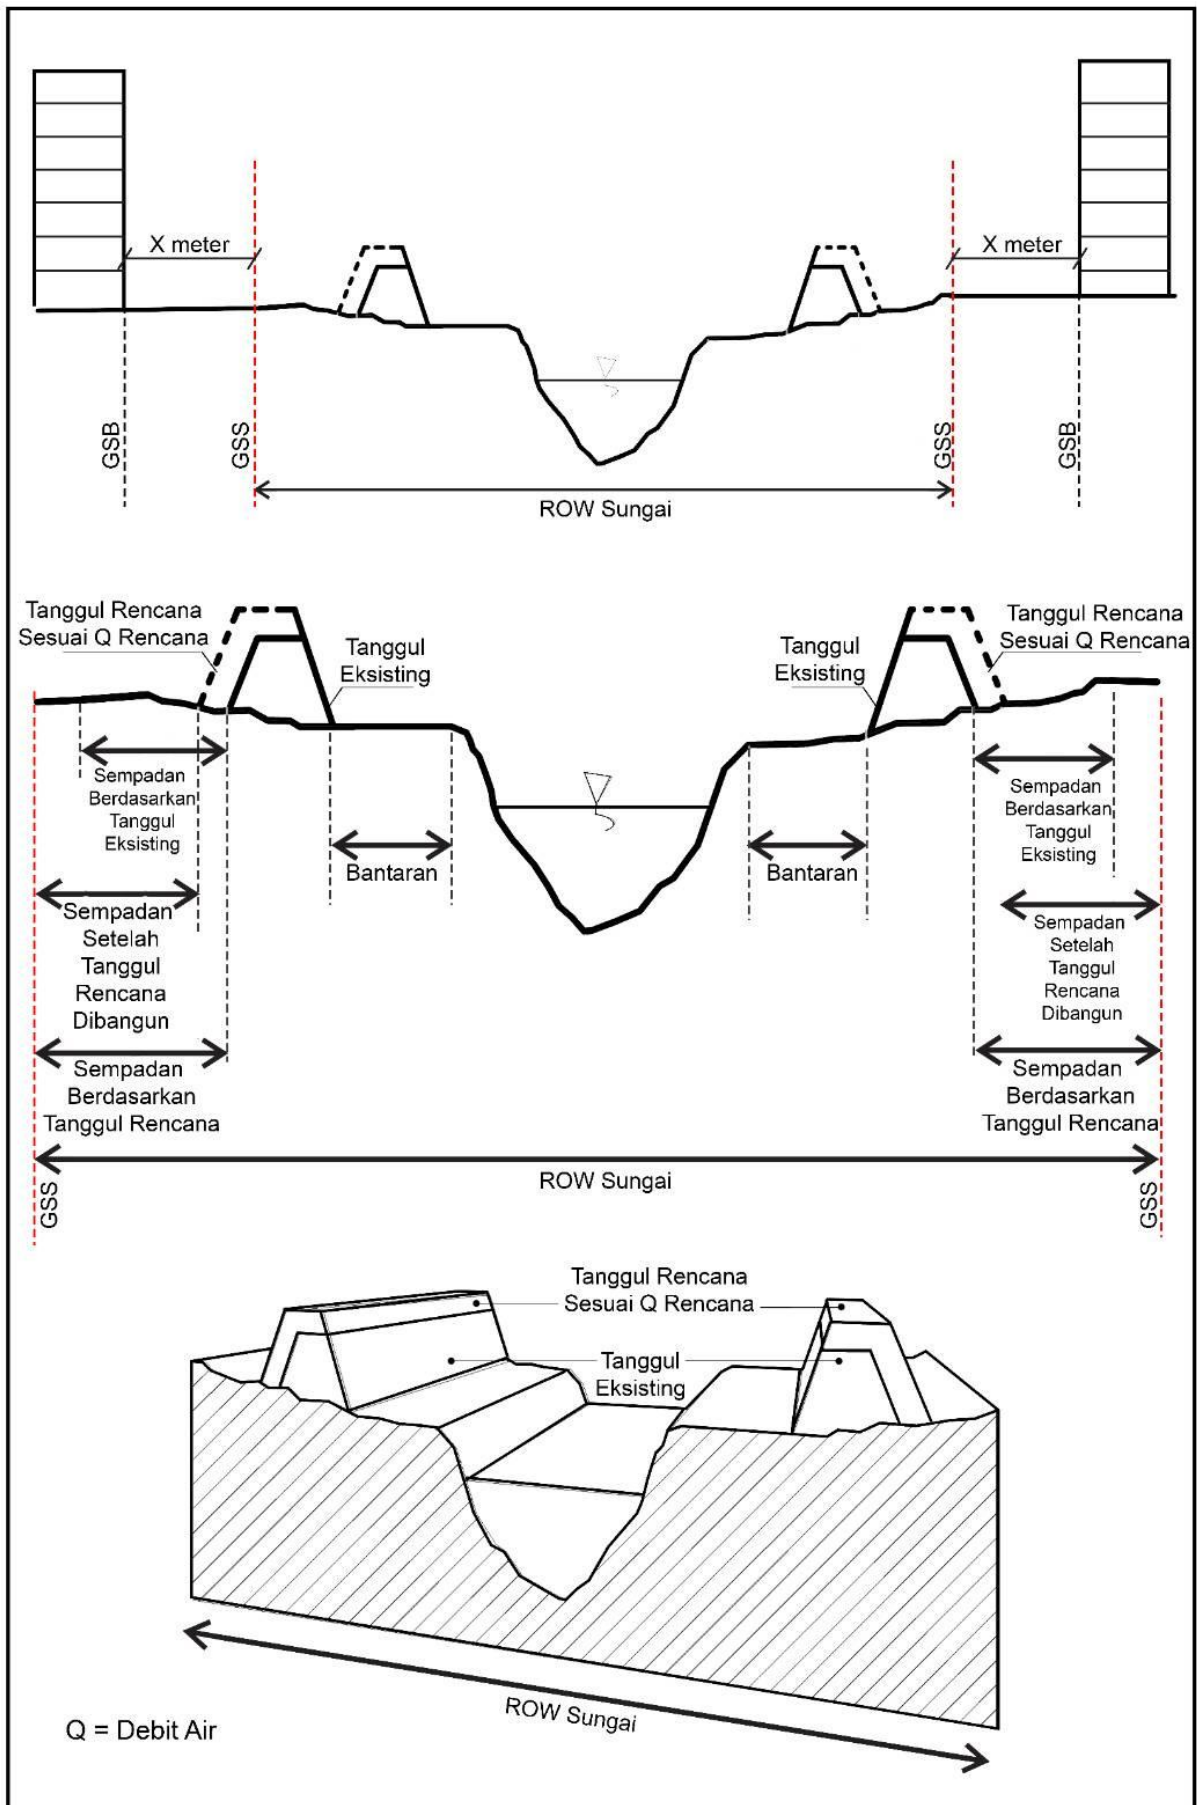 X meter
X meter
GSB
GSS
GSS
GSB
ROW Sungai
Tanggul Rencana
Sesuai Q Rencana
Tanggul
Eksisting
Tanggul
Eksisting
Tanggul Rencana
Sesuai Q Rencana
Sempadan
Berdasarkan
Tanggul
Eksisting
Bantaran
Bantaran
Sempadan
Berdasarkan
Tanggul
Eksisting
Sempadan
Setelah
Tanggul
Rencana
Dibangun
Sempadan
Setelah
Tanggul
Rencana
Dibangun
Sempadan
Berdasarkan
Tanggul Rencana
Sempadan
Berdasarkan
Tanggul Rencana
ROW Sungai
GSS
GSS
Tanggul Rencana
Sesuai Q Rencana
Tanggul
Eksisting
ROW Sungai
Q = Debit Air